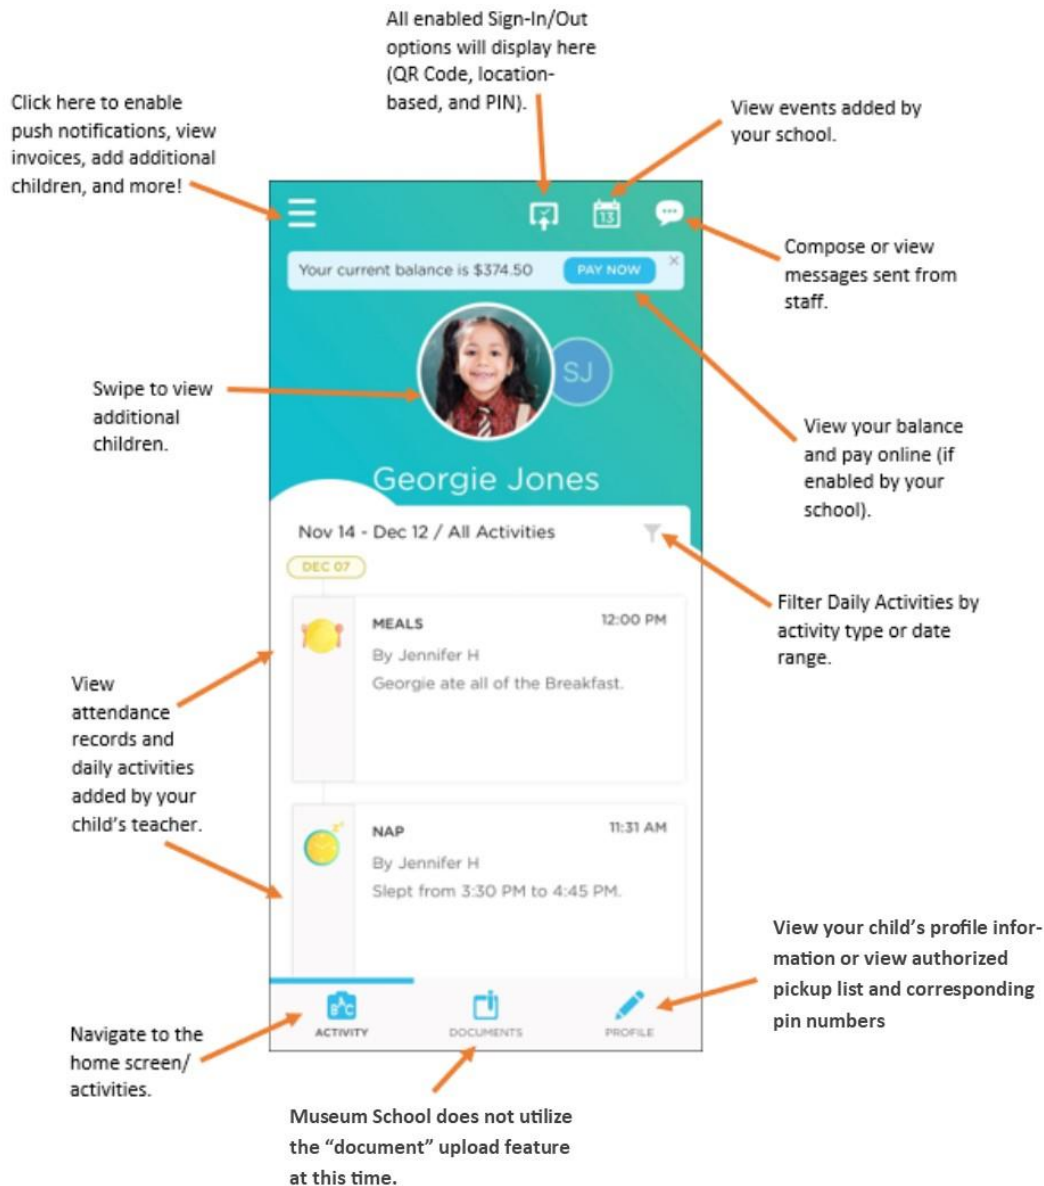 All enabled Sign-In/Out
options will display here
(QR Code, location-
based, and PIN).
Click here to enable
push notifications, view
invoices, add additional
children, and more!
View events added by
your school.
13
Compose or view
messages sent from
staff.
Your current balance is $374.50
PAY NOW
SJ
Swipe to view
additional
children.
View your balance
and pay online (if
enabled by your
school).
Georgie Jones
Nov 14 - Dec 12 / All Activities
DEC 07
Filter Daily Activities by
activity type or date
range.
MEALS 12:00 PM
By Jennifer H
Georgie ate all of the Breakfast.
View
attendance
records and
daily activities
added by your
child’s teacher.
NAP 11:31 AM
By Jennifer H
Slept from 3:30 PM to 4:45 PM.
View your child’s profile infor-
mation or view authorized
pickup list and corresponding
pin numbers
ABC
ACTIVITY DOCUMENTS PROFILE
Navigate to the
home screen/
activities.
Museum School does not utilize
the “document” upload feature
at this time.